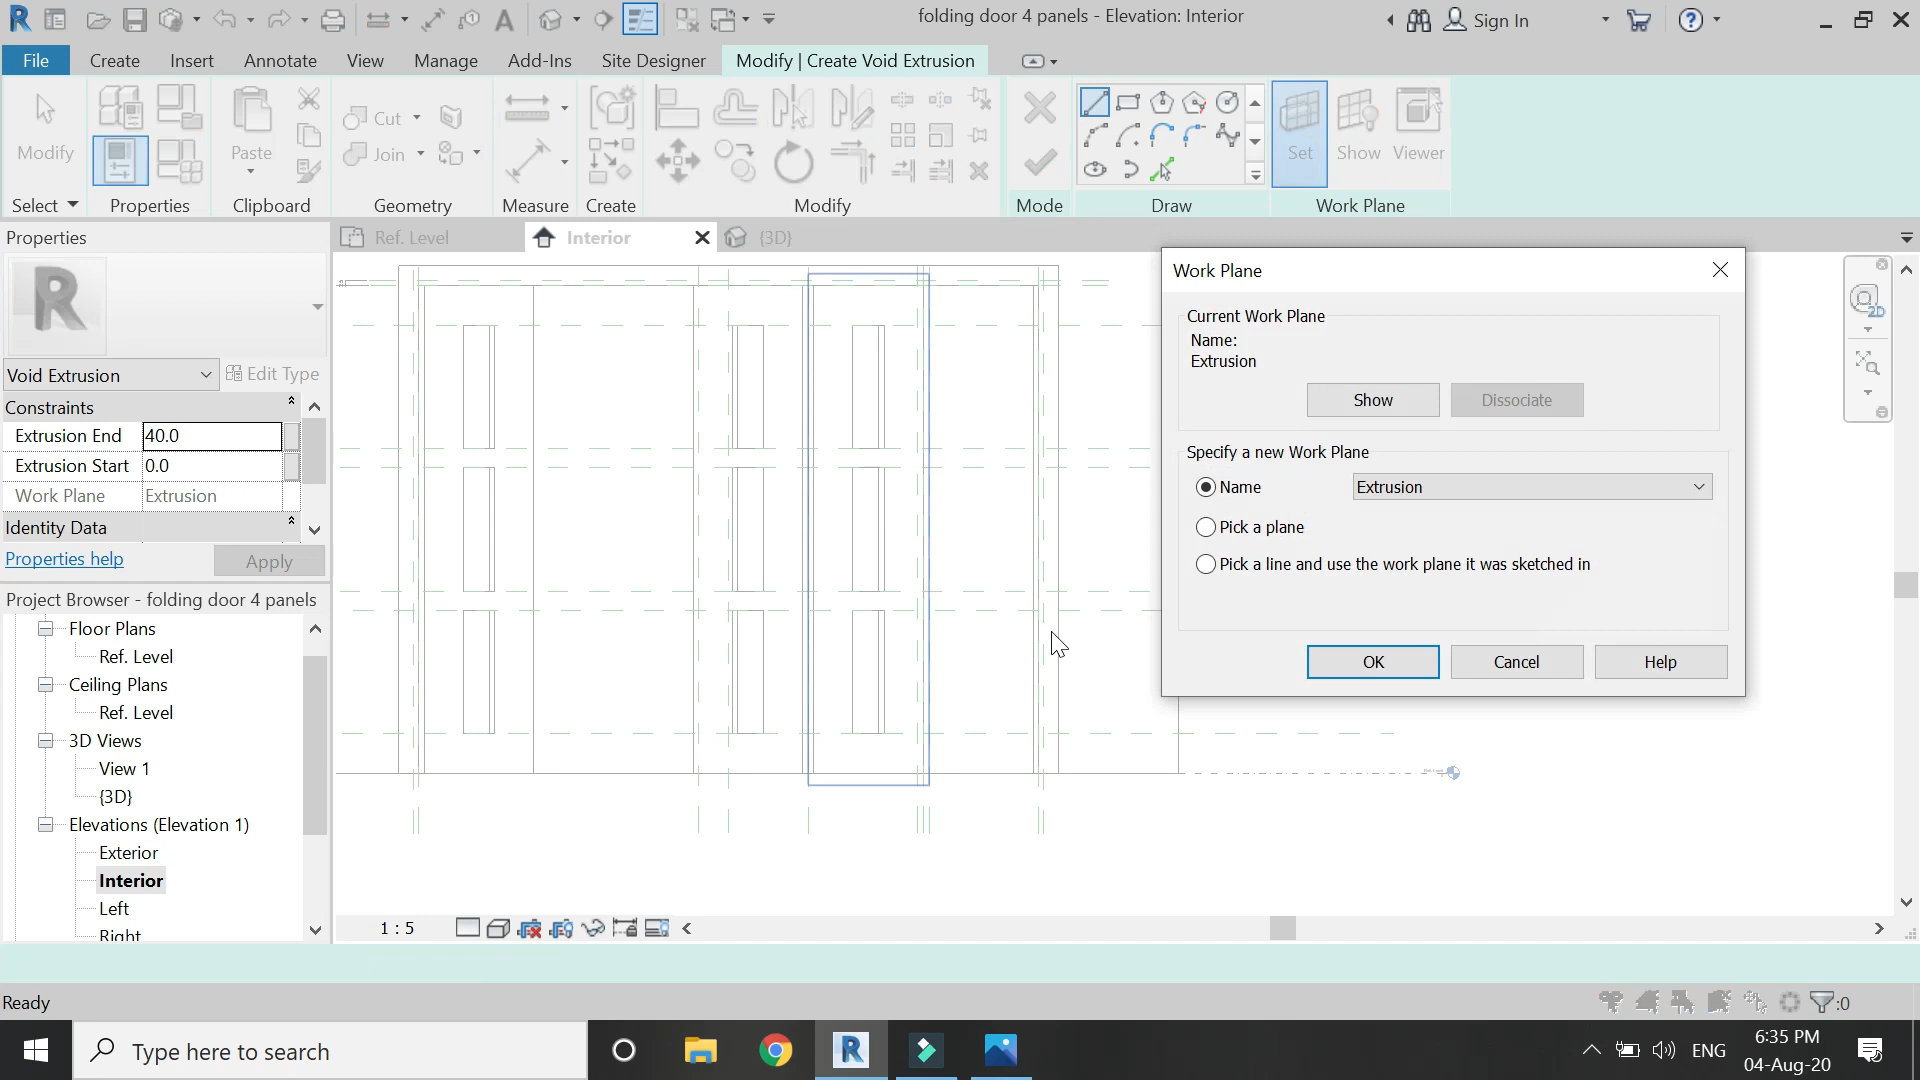 folding door 4 panels - Elevation: Interior
Sign In
File
Create
Insert
Annotate
View
Manage
Add-Ins
Site Designer
Modify | Create Void Extrusion
Modify
Cut
Join
Paste
Set
Show
Viewer
Select
Properties
Clipboard
Geometry
Measure
Create
Modify
Mode
Draw
Work Plane
Properties
Ref. Level
Interior
{3D}
R
Void Extrusion
Edit Type
Constraints
Extrusion End 40.0
Extrusion Start 0.0
Work Plane Extrusion
Identity Data
Properties help
Apply
Project Browser - folding door 4 panels
Floor Plans
Ref. Level
Ceiling Plans
Ref. Level
3D Views
View 1
{3D}
Elevations (Elevation 1)
Exterior
Interior
Left
Right
Work Plane
Current Work Plane
Name:
Extrusion
Show
Dissociate
Specify a new Work Plane
Name
Extrusion
Pick a plane
Pick a line and use the work plane it was sketched in
OK
Cancel
Help
2D
1 : 5
Ready
:0
Type here to search
ENG
6:35 PM
04-Aug-20